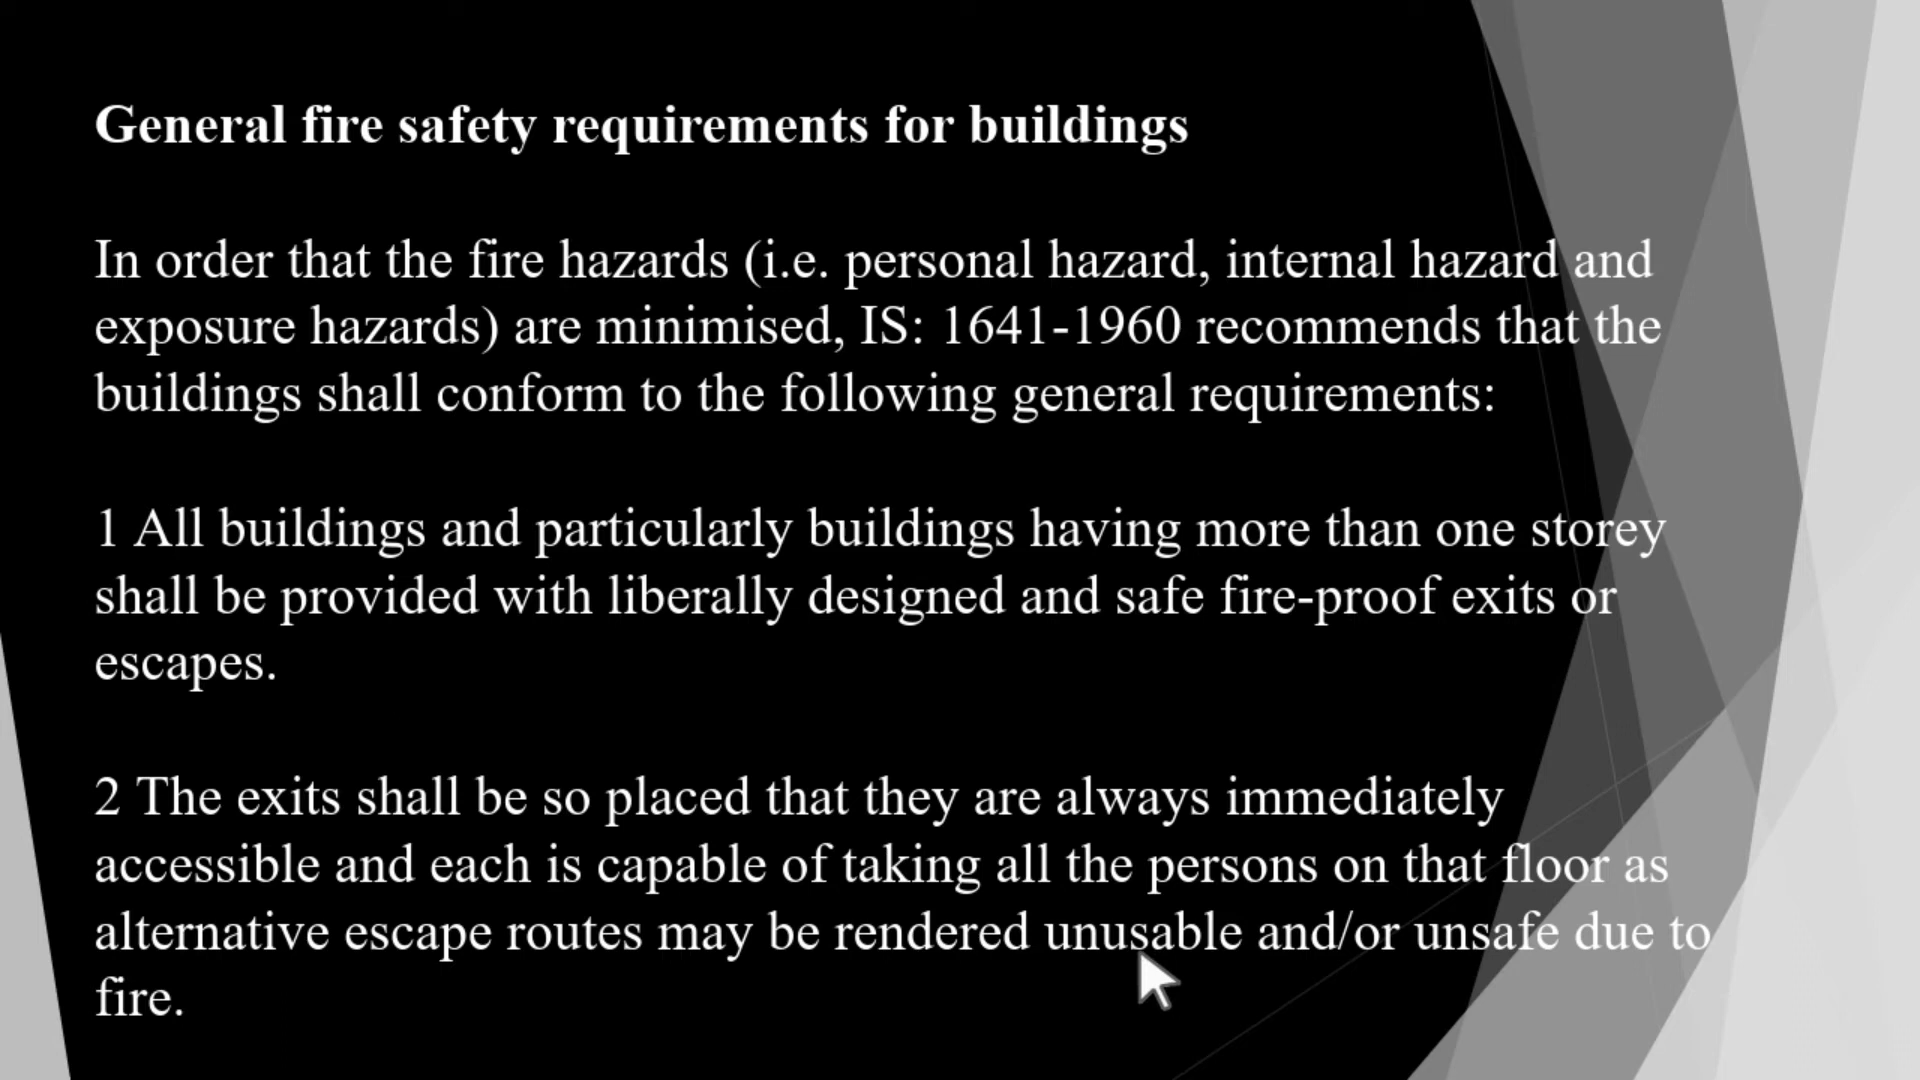 General fire safety requirements for buildings
In order that the fire hazards (i.e. personal hazard, internal hazard and
exposure hazards) are minimised, IS: 1641-1960 recommends that the
buildings shall conform to the following general requirements:
1 All buildings and particularly buildings having more than one storey
shall be provided with liberally designed and safe fire-proof exits or
escapes.
2 The exits shall be so placed that they are always immediately
accessible and each is capable of taking all the persons on that floor as
alternative escape routes may be rendered unusable and/or unsafe due to
fire.